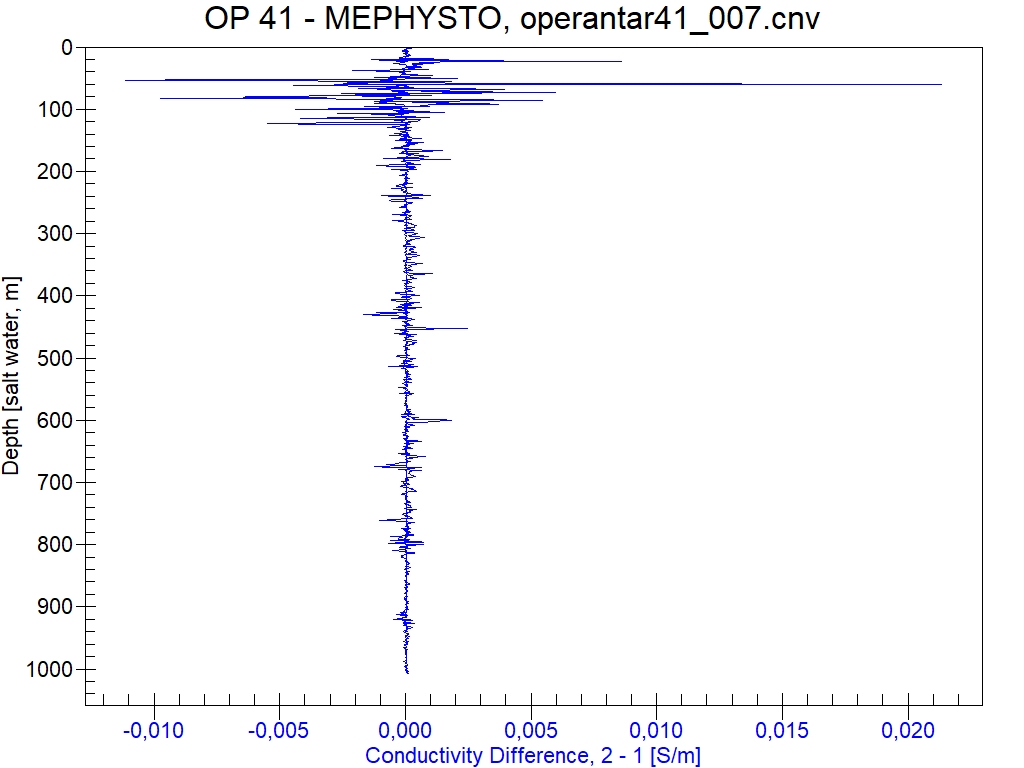 OP 41 - MEPHYSTO, operantar41_007.cnv
0
100
200
300
400
500
600
700
800
900
1000
Depth [salt water, m]
-0,010 -0,005 0,000 0,005 0,010 0,015 0,020
Conductivity Difference, 2 - 1 [S/m]